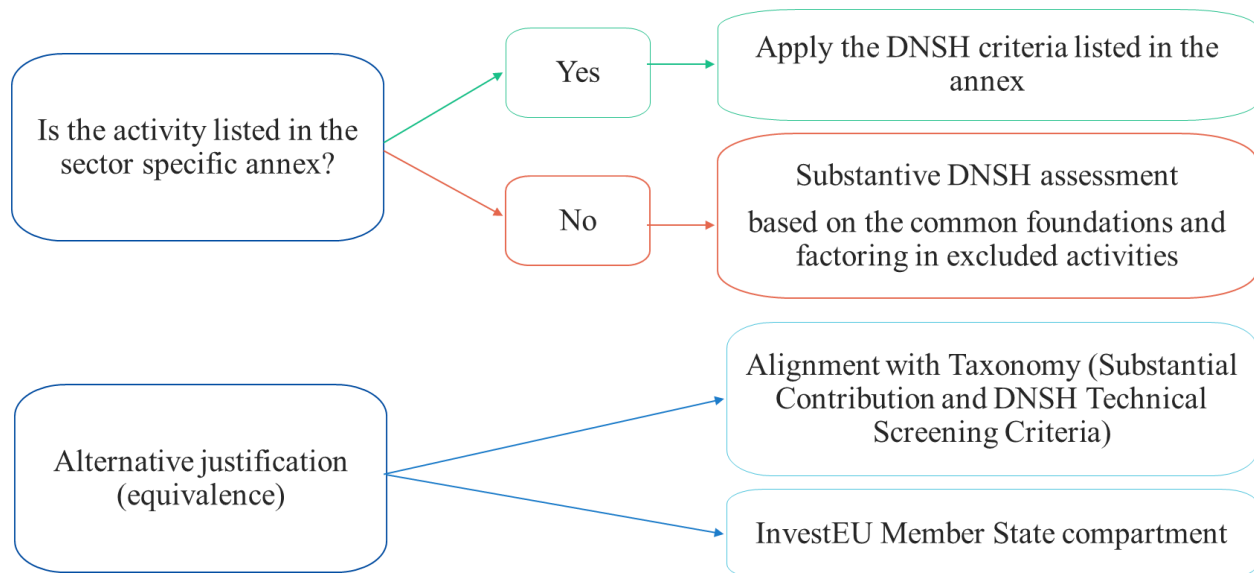 Is the activity listed in the
sector specific annex?
Yes
Apply the DNSH criteria listed in the
annex
No
Substantive DNSH assessment
based on the common foundations and
factoring in excluded activities
Alternative justification
(equivalence)
Alignment with Taxonomy (Substantial
Contribution and DNSH Technical
Screening Criteria)
InvestEU Member State compartment